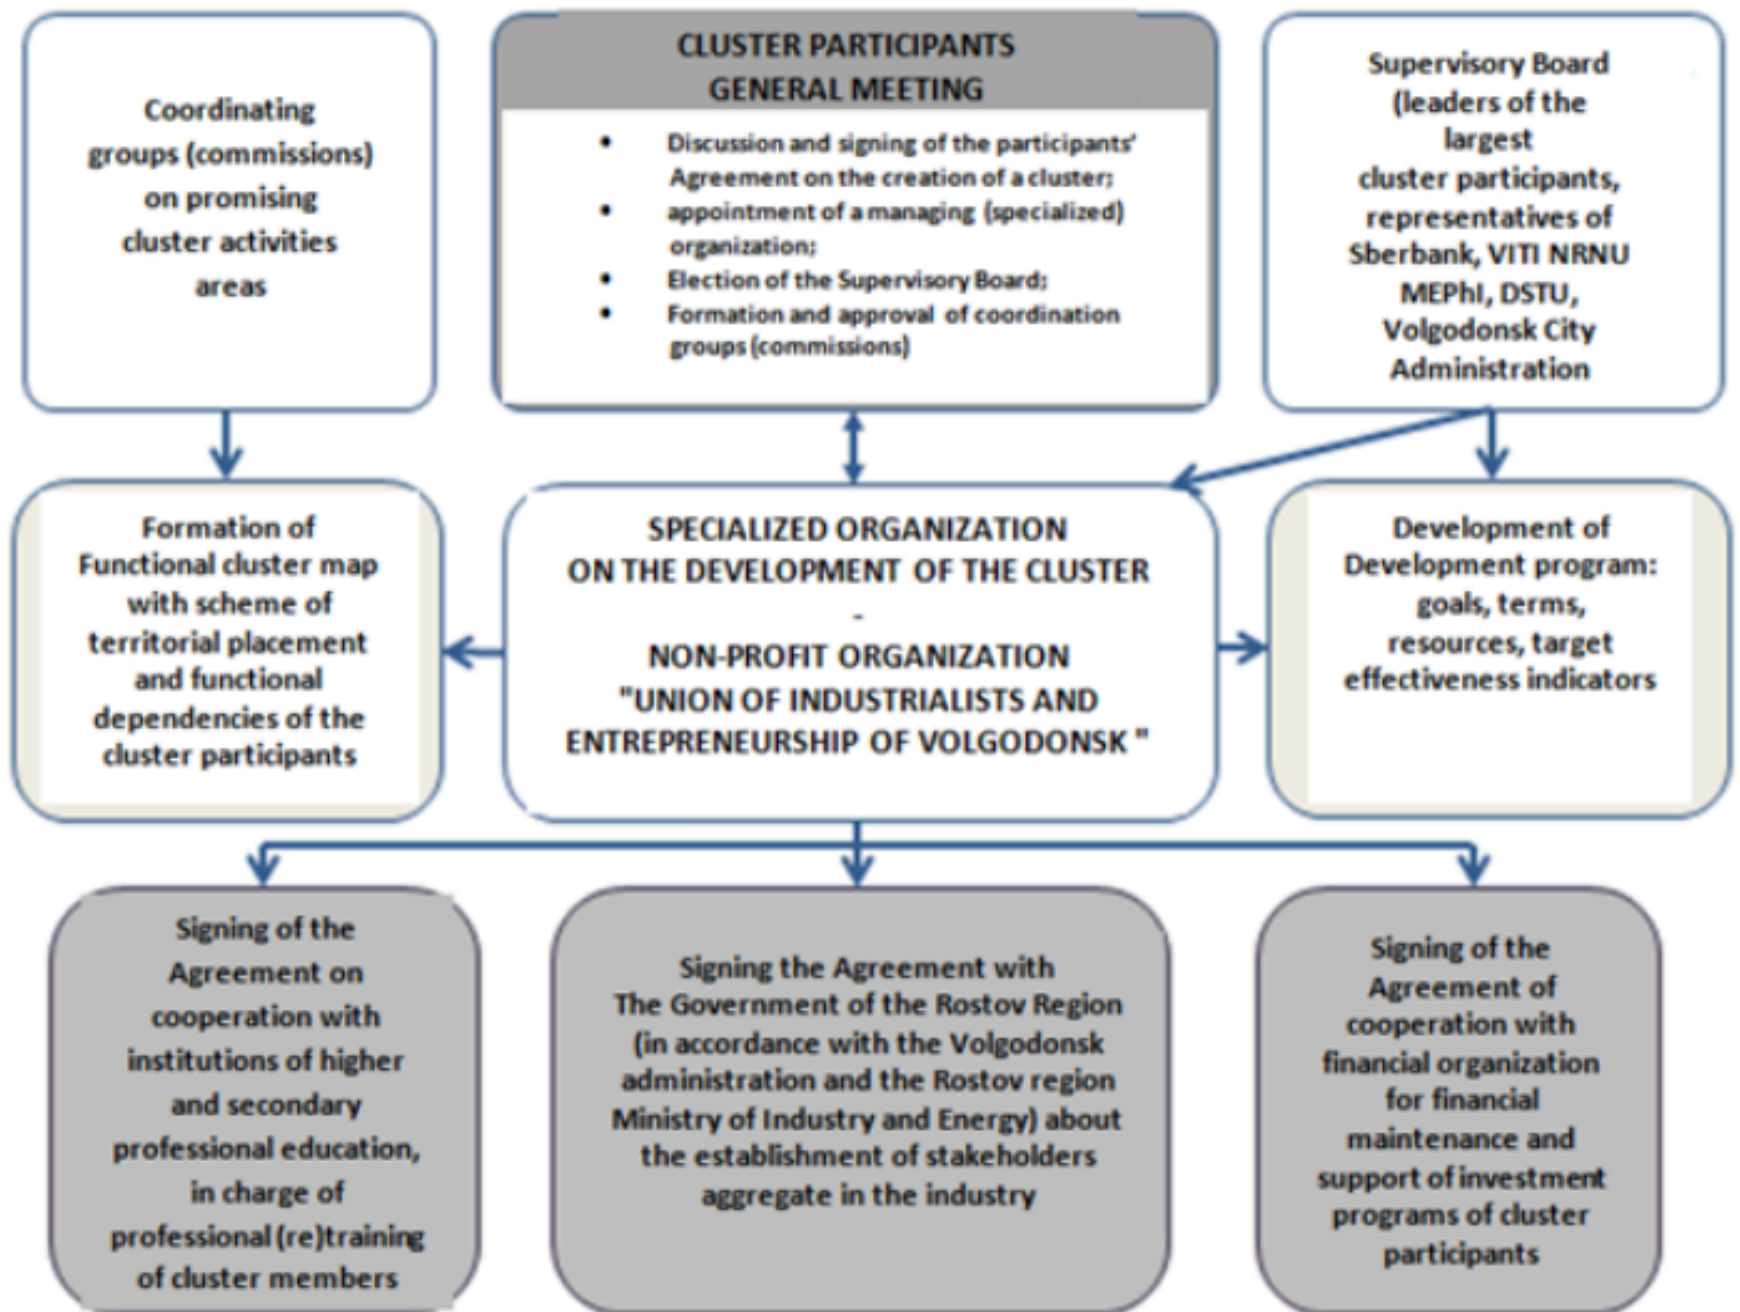 Coordinating
groups (commissions)
on promising
cluster activities
areas
CLUSTER PARTICIPANTS
GENERAL MEETING
• Discussion and signing of the participants'
Agreement on the creation of a cluster;
• appointment of a managing (specialized)
organization;
• Election of the Supervisory Board;
• Formation and approval of coordination
groups (commissions)
Supervisory Board
(leaders of the
largest
cluster participants,
representatives of
Sberbank, VITI NRNU
MEPhI, DSTU,
Volgodonsk City
Administration
Formation of
Functional cluster map
with scheme of
territorial placement
and functional
dependencies of the
cluster participants
SPECIALIZED ORGANIZATION
ON THE DEVELOPMENT OF THE CLUSTER
-
NON-PROFIT ORGANIZATION
"UNION OF INDUSTRIALISTS AND
ENTREPRENEURSHIP OF VOLGODONSK "
Development of
Development program:
goals, terms,
resources, target
effectiveness indicators
Signing of the
Agreement on
cooperation with
institutions of higher
and secondary
professional education,
in charge of
professional (re)training
of cluster members
Signing the Agreement with
The Government of the Rostov Region
(in accordance with the Volgodonsk
administration and the Rostov region
Ministry of Industry and Energy) about
the establishment of stakeholders
aggregate in the industry
Signing of the
Agreement of
cooperation with
financial organization
for financial
maintenance and
support of investment
programs of cluster
participants